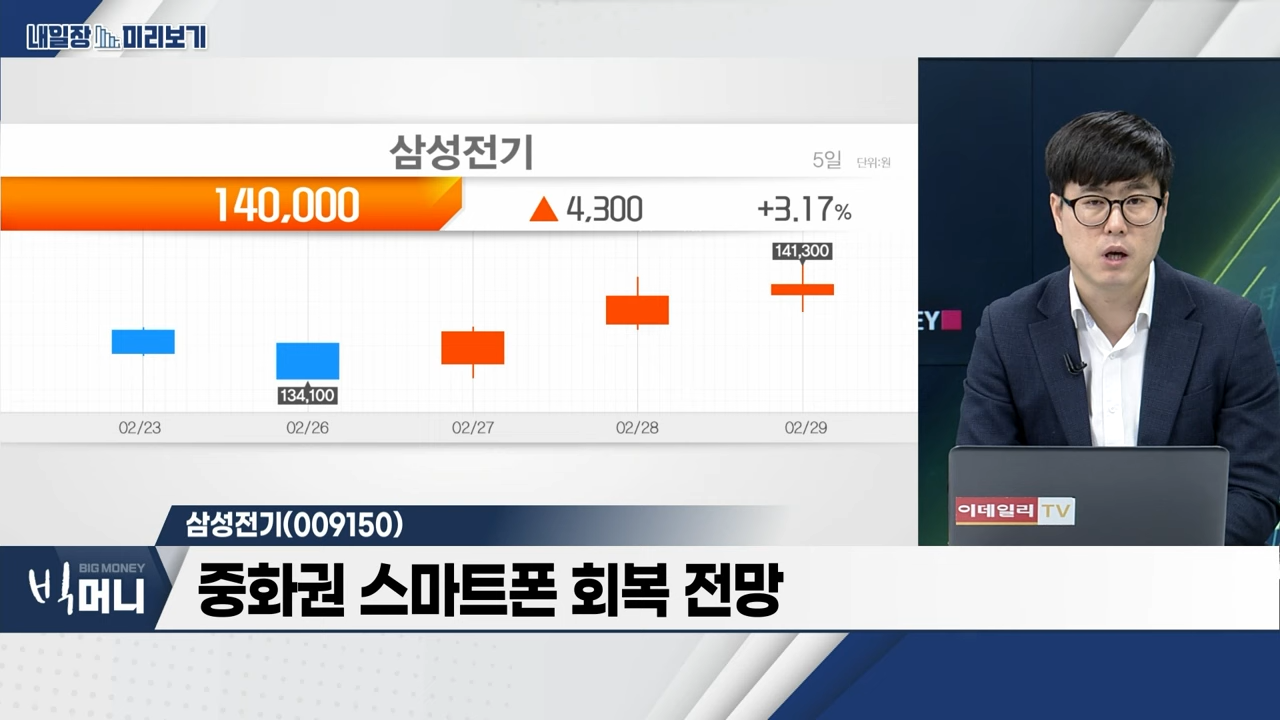 내일장 미리보기
삼성전기
5일 단위:원
140,000 ▲ 4,300 +3.17%
141,300
134,100
02/23 02/26 02/27 02/28 02/29
EY
이데일리 TV
삼성전기(009150)
BIG MONEY
빅머니
중화권 스마트폰 회복 전망